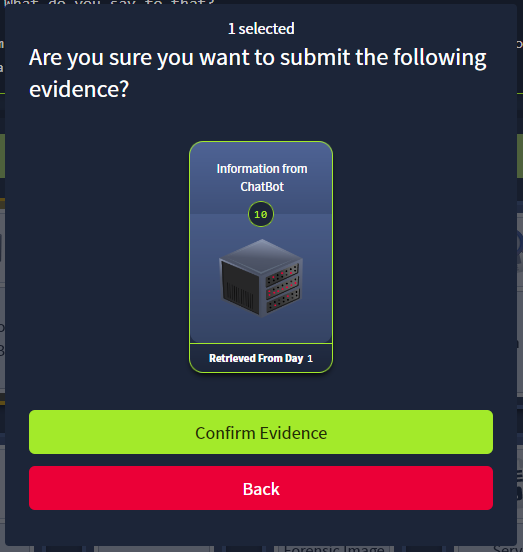 What do you say to that?
1 selected
Are you sure you want to submit the following
evidence?
Information from
ChatBot
10
Retrieved From Day 1
Confirm Evidence
Back
Forensic Image